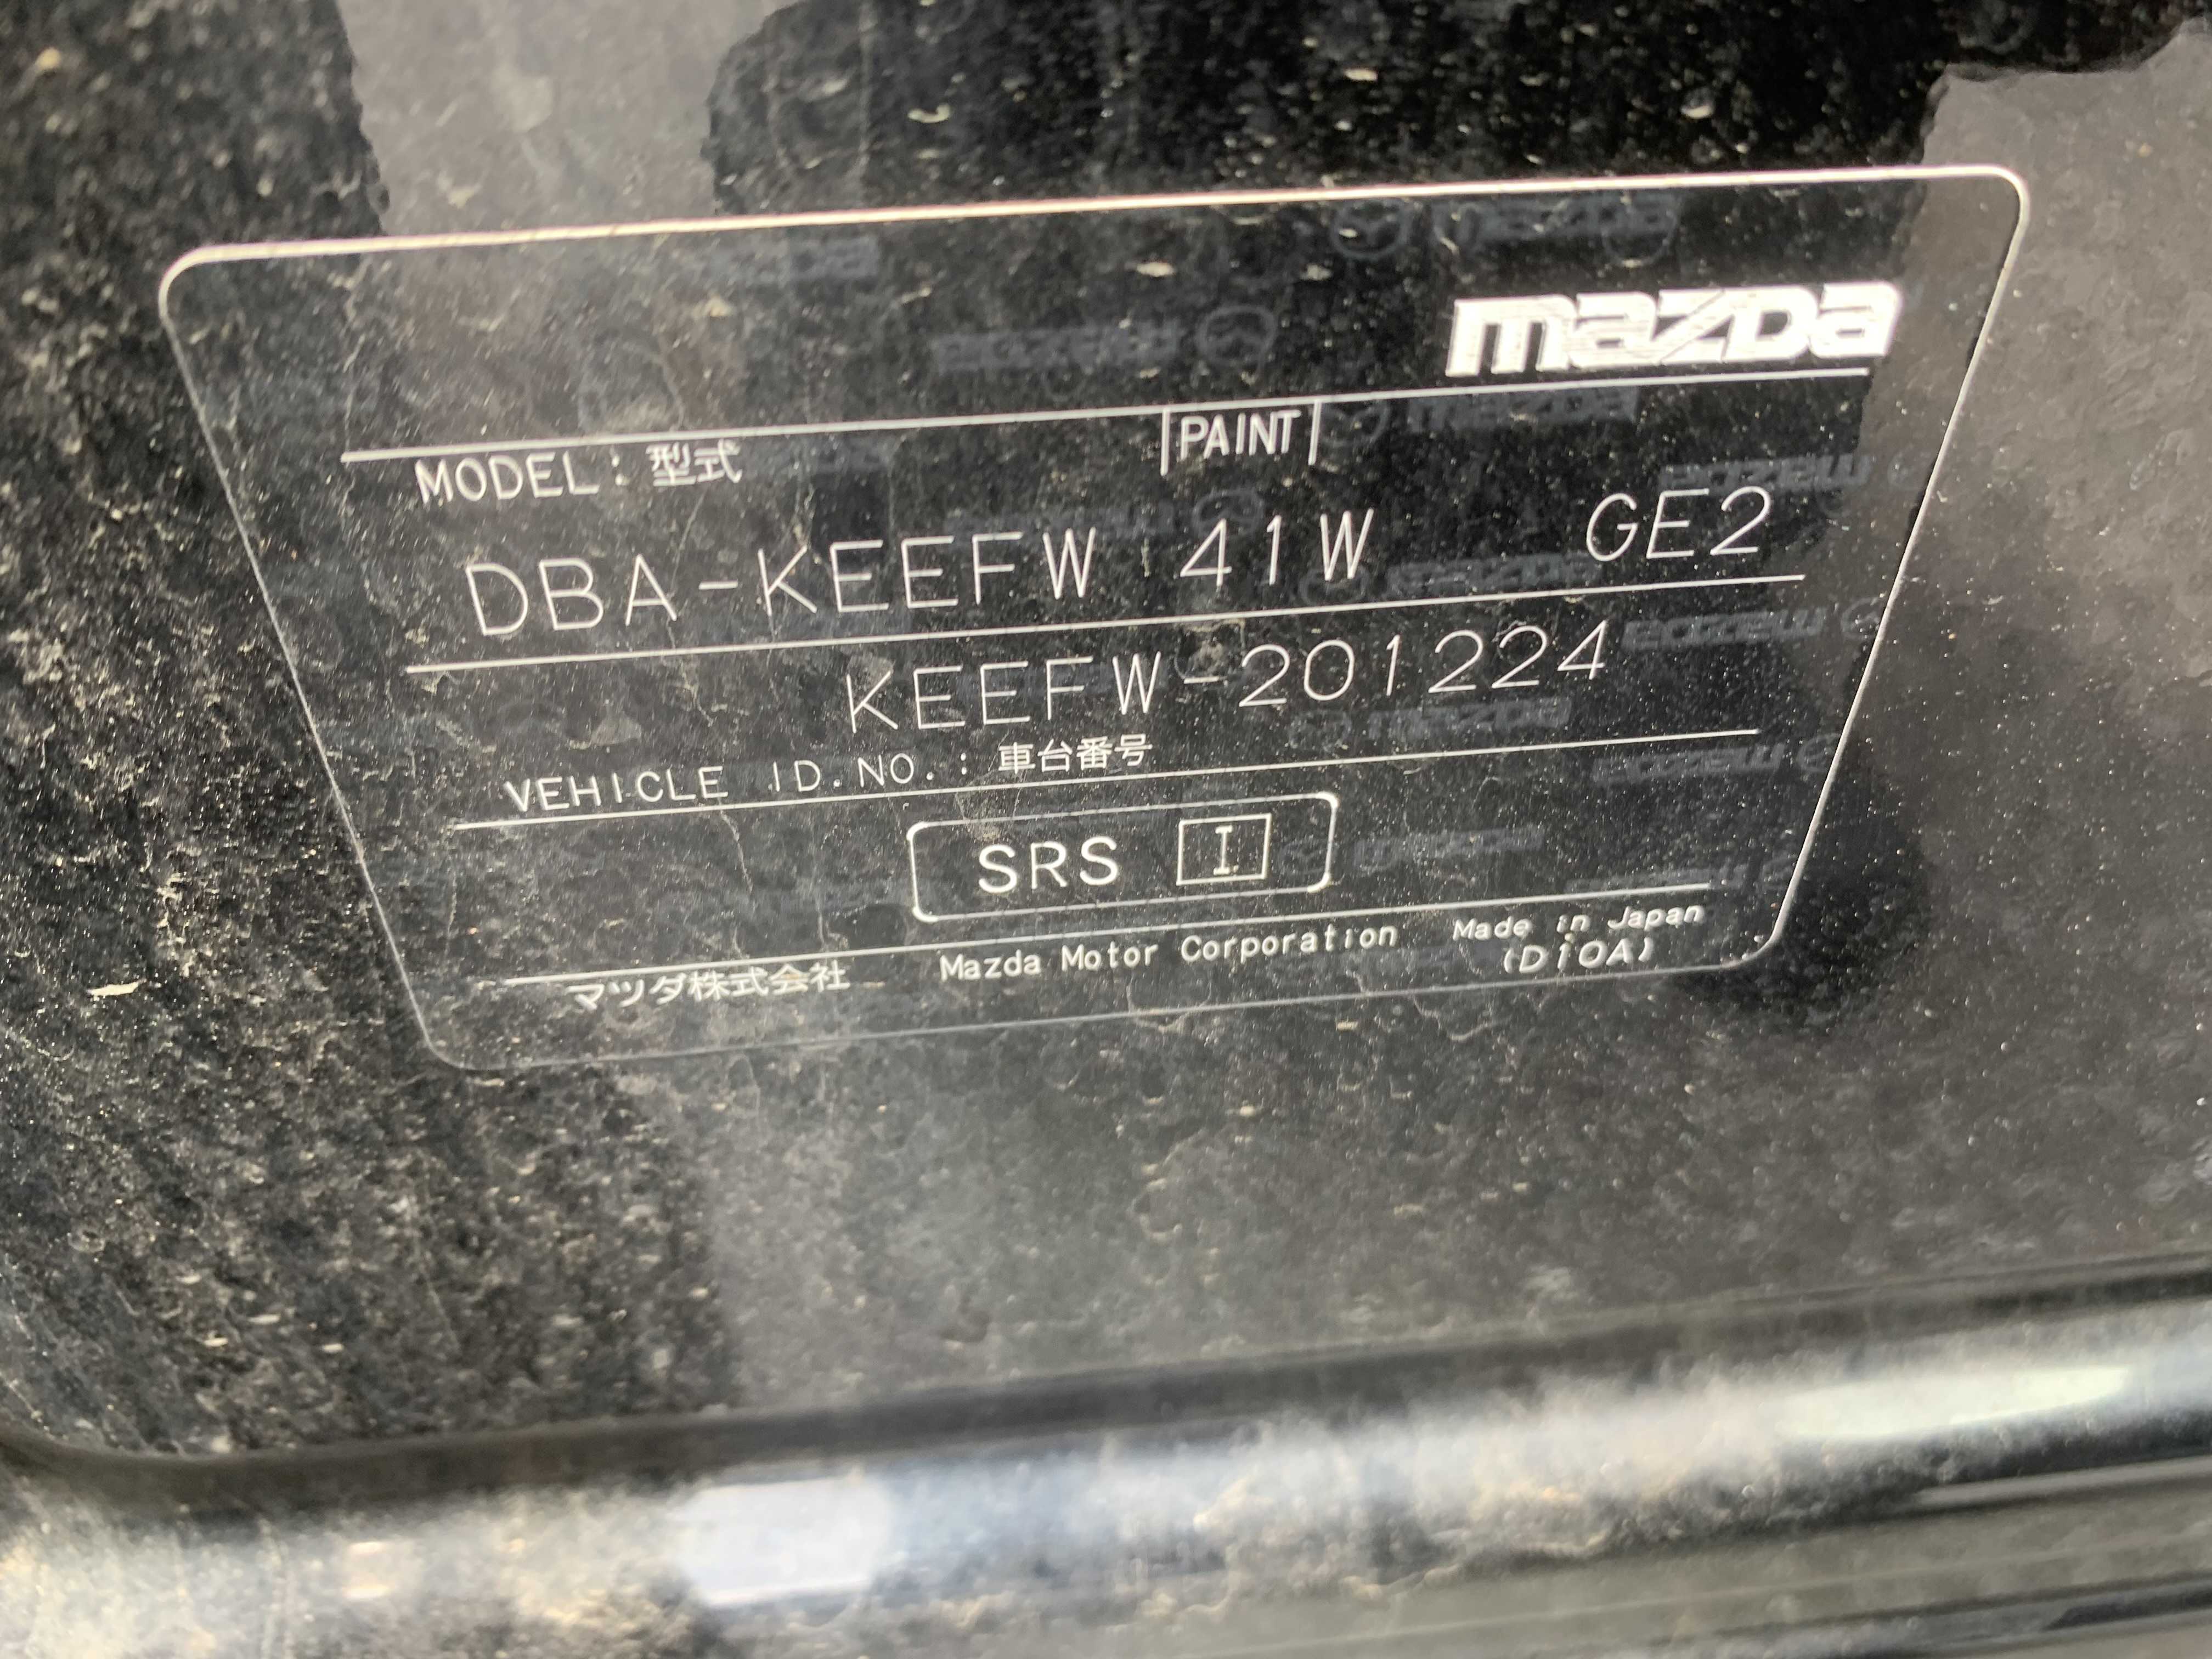 mazda
MODEL: 型式 PAINT
DBA-KEEFW 41W GE2
KEEFW-201224
VEHICLE ID.NO.: 車台番号
SRS I
マツダ株式会社 Mazda Motor Corporation Made in Japan
(D10A)